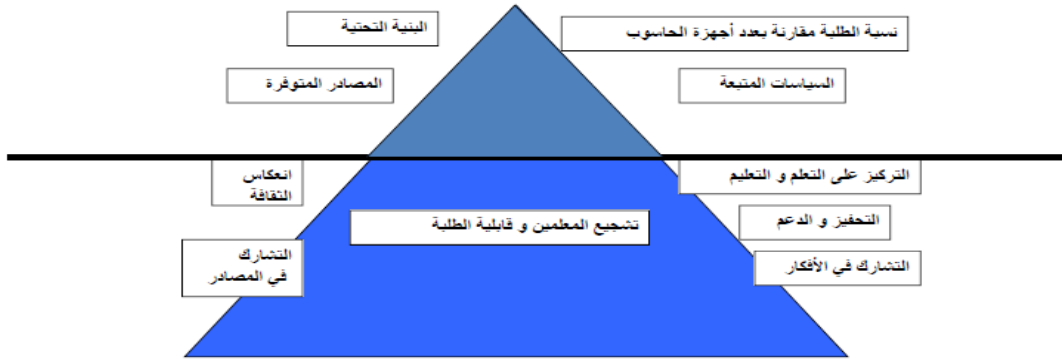 نسبة الطلبة مقارنة بعدد أجهزة الحاسوب
البنية التحتية
السياسات المتبعة
المصادر المتوفرة
التركيز على التعلم و التعليم
انعكاس
الثقافة
التحفيز و الدعم
تشجيع المعلمين و قابلية الطلبة
التشارك في الأفكار
التشارك
في المصادر